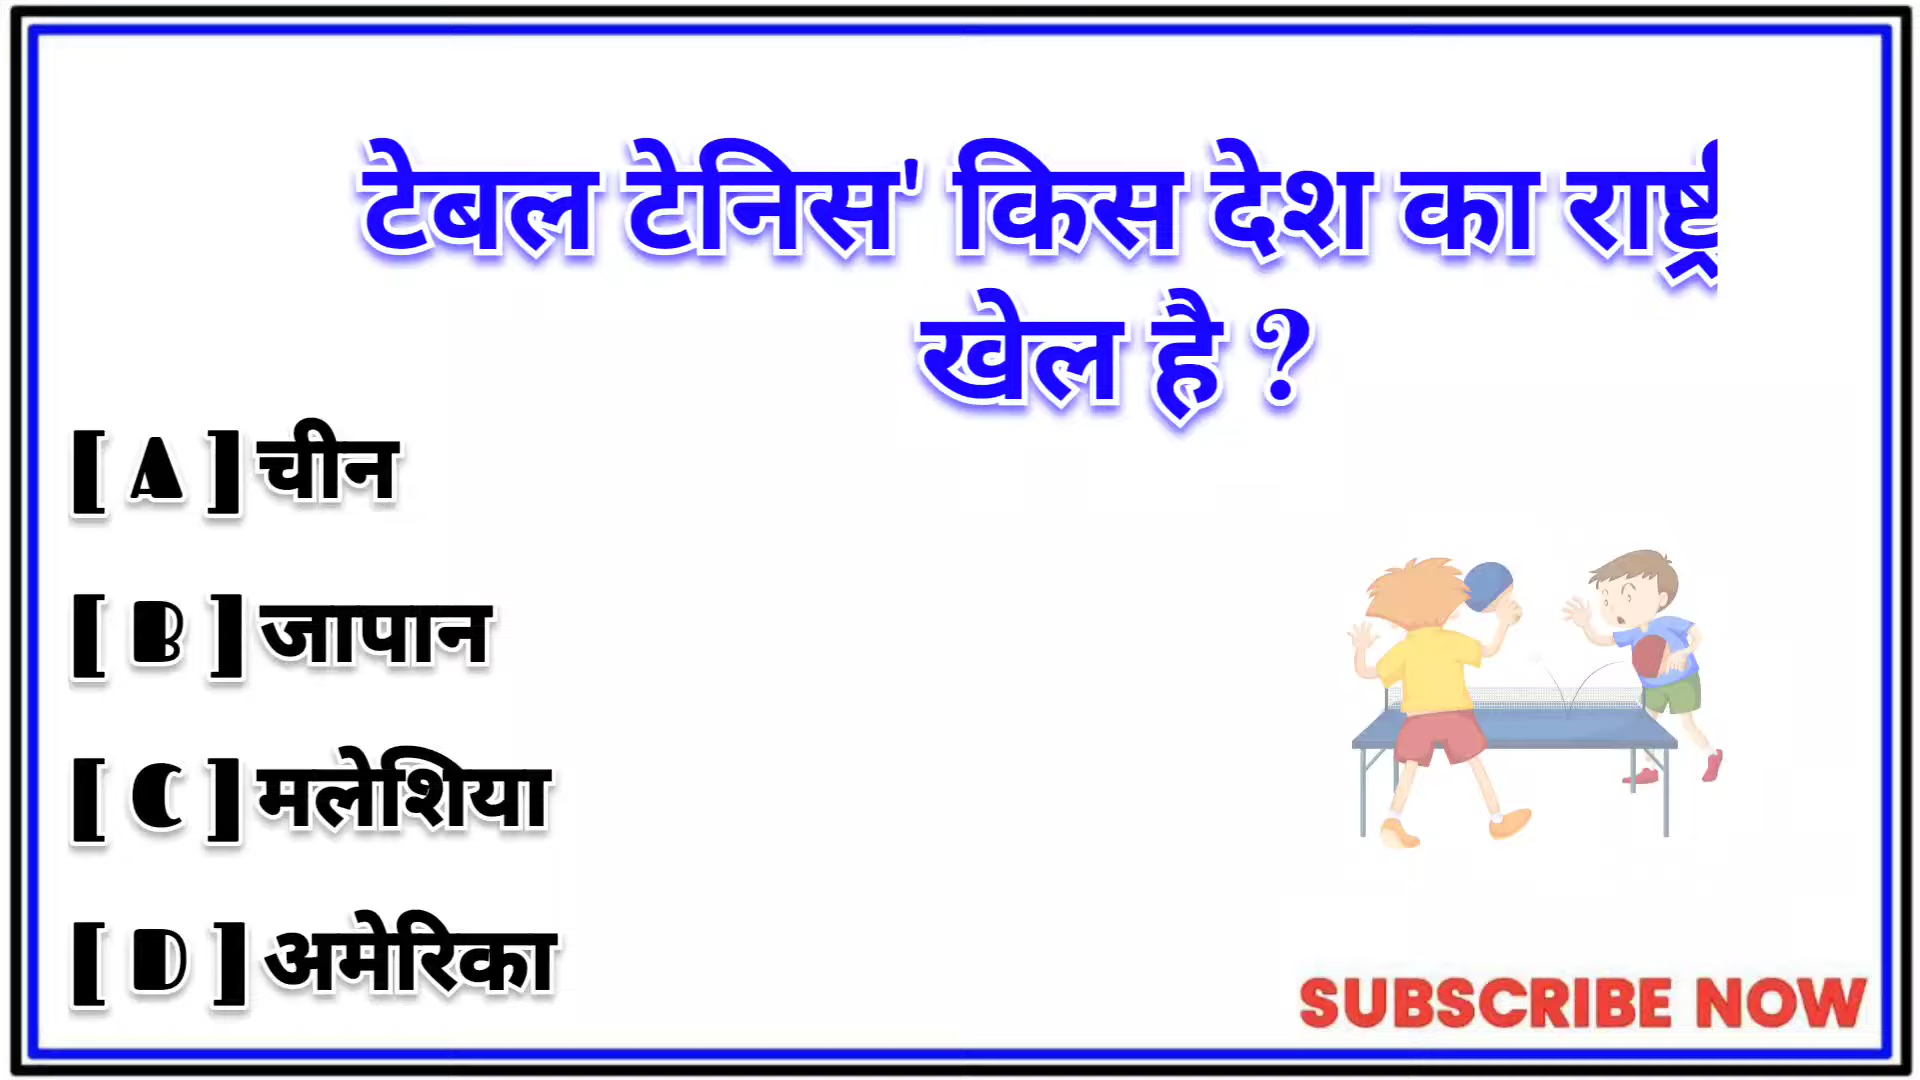 टेबल टेनिस' किस देश का राष्ट्र
खेल है ?
[ A ] चीन
[ B ] जापान
[ C ] मलेशिया
[ D ] अमेरिका
SUBSCRIBE NOW